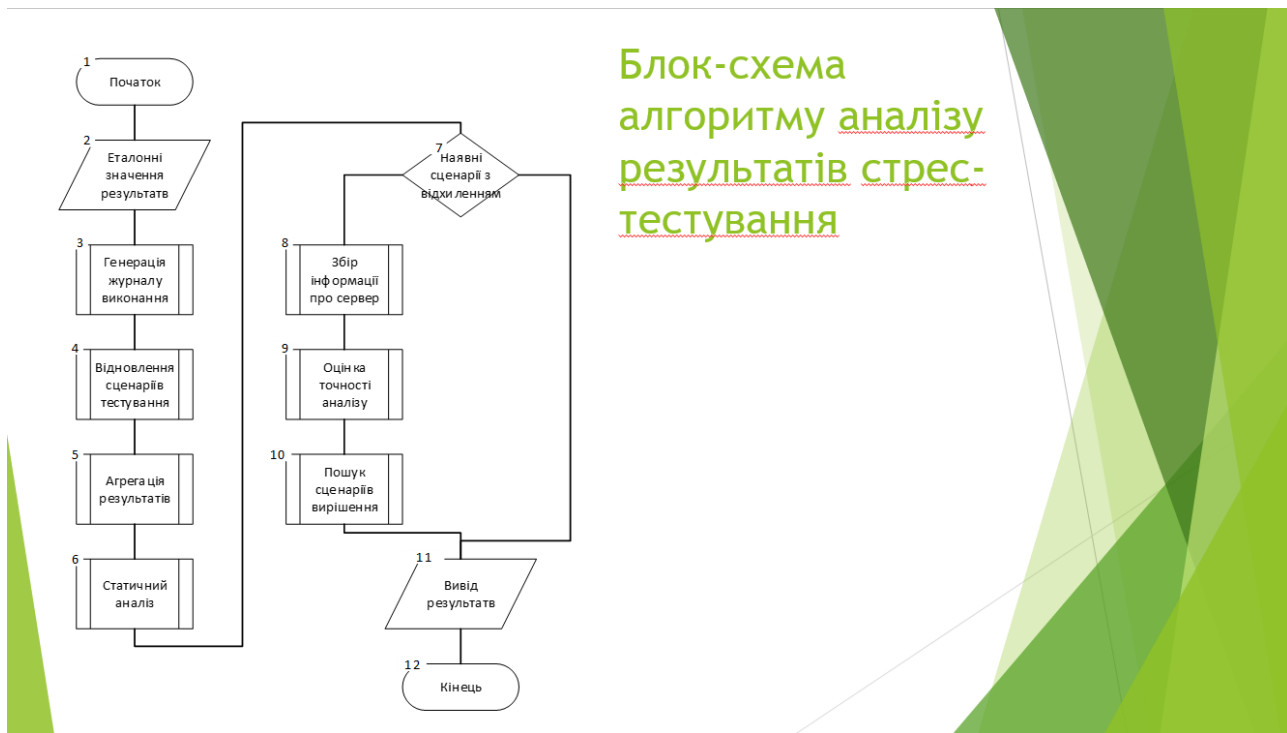 Блок-схема
алгоритму аналізу
результатів стрес-
тестування
1
Початок
2
Еталонні
значення
результатв
3
Генерація
журналу
виконання
4
Відновлення
сценаріїв
тестування
5
Агрегація
результатів
6
Статичний
аналіз
7
Наявні
сценарії з
відхиленням
8
Збір
інформації
про сервер
9
Оцінка
точності
аналізу
10
Пошук
сценаріїв
вирішення
11
Вивід
результатв
12
Кінець